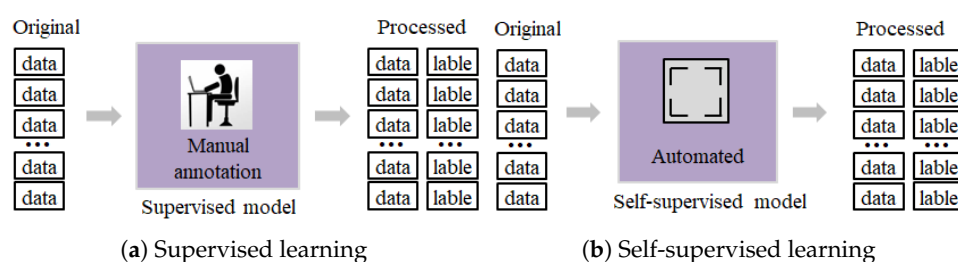 Original
data
data
data
•••
data
data
Manual
annotation
Supervised model
Processed
data lable
data lable
data lable
••• •••
data lable
data lable
(a) Supervised learning
Original
data
data
data
•••
data
data
Automated
Self-supervised model
Processed
data lable
data lable
data lable
••• •••
data lable
data lable
(b) Self-supervised learning